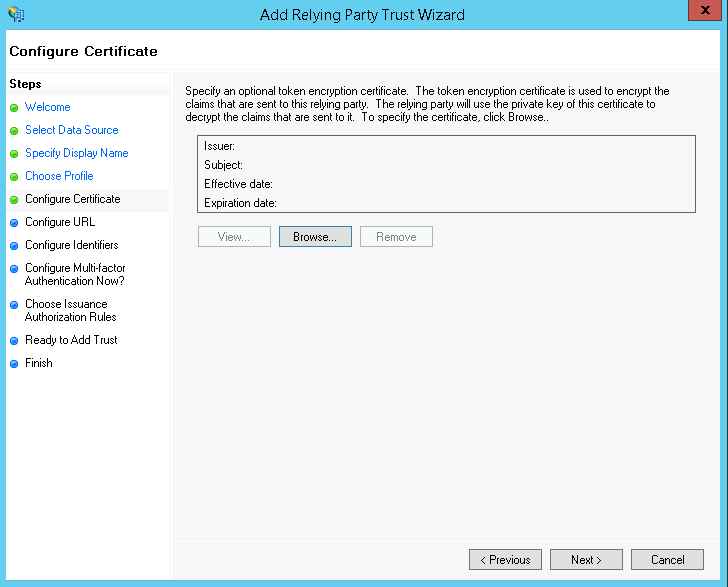 Add Relying Party Trust Wizard
x
Configure Certificate
Steps
Welcome
Select Data Source
Specify Display Name
Choose Profile
Configure Certificate
Configure URL
Configure Identifiers
Configure Multi-factor
Authentication Now?
Choose Issuance
Authorization Rules
Ready to Add Trust
Finish
Specify an optional token encryption certificate. The token encryption certificate is used to encrypt the
claims that are sent to this relying party. The relying party will use the private key of this certificate to
decrypt the claims that are sent to it. To specify the certificate, click Browse..
Issuer:
Subject:
Effective date:
Expiration date:
View... Browse... Remove
< Previous Next > Cancel